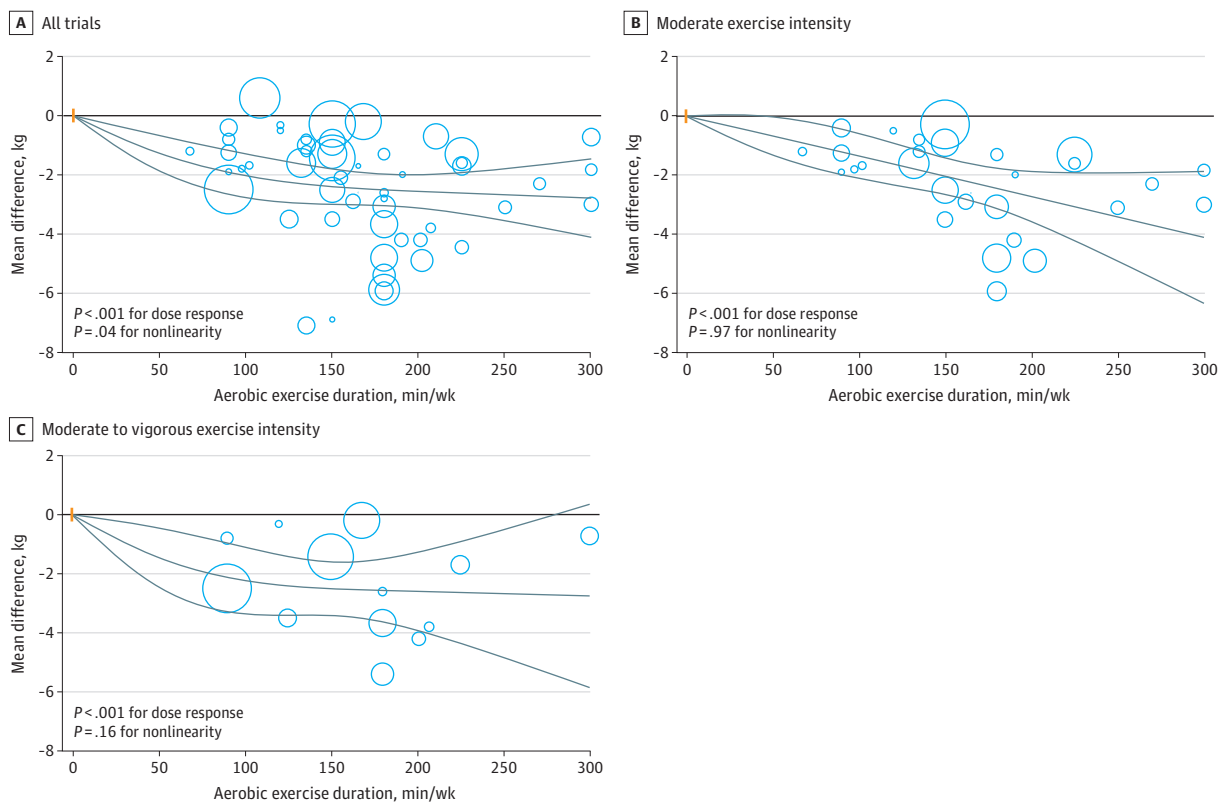 A All trials
2
0
-2
-4
-6
-8
Mean difference, kg
P<.001 for dose response
P=.04 for nonlinearity
0 50 100 150 200 250 300
Aerobic exercise duration, min/wk
B Moderate exercise intensity
2
0
-2
-4
-6
-8
Mean difference, kg
P<.001 for dose response
P=.97 for nonlinearity
0 50 100 150 200 250 300
Aerobic exercise duration, min/wk
C Moderate to vigorous exercise intensity
2
0
-2
-4
-6
-8
Mean difference, kg
P<.001 for dose response
P=.16 for nonlinearity
0 50 100 150 200 250 300
Aerobic exercise duration, min/wk